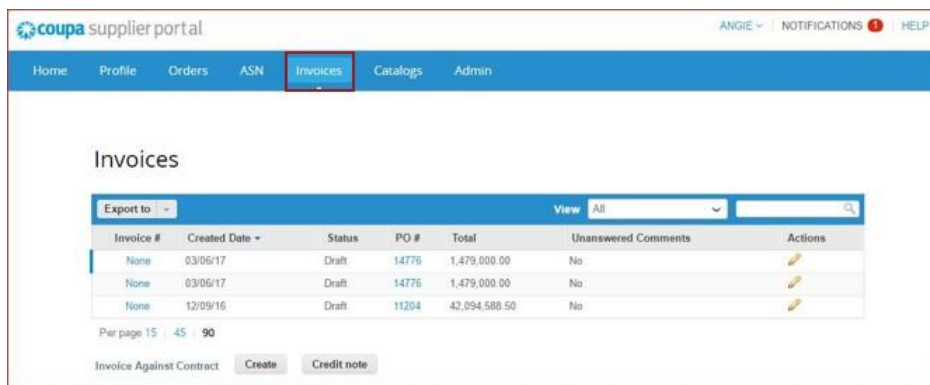 coupa supplier portal ANGIE NOTIFICATIONS 1 HELP
Home Profile Orders ASN Invoices Catalogs Admin
Invoices
Export to View All
Invoice # Created Date Status PO # Total Unanswered Comments Actions
None 03/06/17 Draft 14776 1,479,000.00 No
None 03/06/17 Draft 14776 1,479,000.00 No
None 12/09/16 Draft 11204 42,094,588.50 No
Per page 15 | 45 | 90
Invoice Against Contract Create Credit note